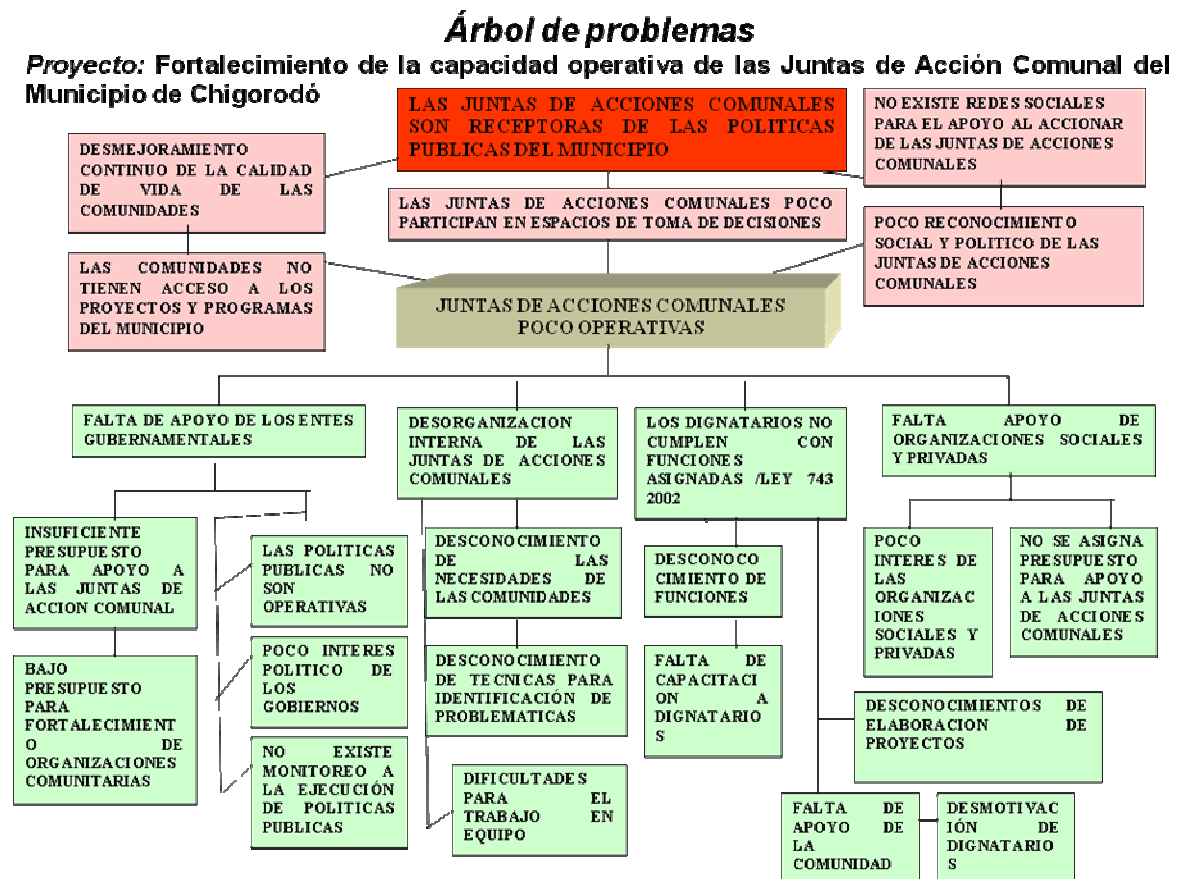 Árbol de problemas
Proyecto: Fortalecimiento de la capacidad operativa de las Juntas de Acción Comunal del
Municipio de Chigorodó
LAS JUNTAS DE ACCIONES COMUNALES
SON RECEPTORAS DE LAS POLITICAS
PUBLICAS DEL MUNICIPIO
NO EXISTE REDES SOCIALES
PARA EL APOYO AL ACCIONAR
DE LAS JUNTAS DE ACCIONES
COMUNALES
DESMEJORAMIENTO
CONTINUO DE LA CALIDAD
DE VIDA DE LAS
COMUNIDADES
LAS JUNTAS DE ACCIONES COMUNALES POCO
PARTICIPAN EN ESPACIOS DE TOMA DE DECISIONES
POCO RECONOCIMIENTO
SOCIAL Y POLITICO DE LAS
JUNTAS DE ACCIONES
COMUNALES
LAS COMUNIDADES NO
TIENEN ACCESO A LOS
PROYECTOS Y PROGRAMAS
DEL MUNICIPIO
JUNTAS DE ACCIONES COMUNALES
POCO OPERATIVAS
FALTA DE APOYO DE LOS ENTES
GUBERNAMENTALES
DESORGANIZACION
INTERNA DE LAS
JUNTAS DE ACCIONES
COMUNALES
LOS DIGNATARIOS NO
CUMPLEN CON
FUNCIONES
ASIGNADAS /LEY 743
2002
FALTA APOYO DE
ORGANIZACIONES SOCIALES
Y PRIVADAS
INSUFICIENTE
PRESUPUESTO
PARA APOYO A
LAS JUNTAS DE
ACCION COMUNAL
LAS POLITICAS
PUBLICAS NO
SON
OPERATIVAS
DESCONOCIMIENTO
DE LAS
NECESIDADES DE
LAS COMUNIDADES
DESCONOCO
CIMIENTO DE
FUNCIONES
POCO
INTERES DE
LAS
ORGANIZAC
IONES
SOCIALES Y
PRIVADAS
NO SE ASIGNA
PRESUPUESTO
PARA APOYO
A LAS JUNTAS
DE ACCIONES
COMUNALES
BAJO
PRESUPUESTO
PARA
FORTALECIMIENT
O DE
ORGANIZACIONES
COMUNITARIAS
POCO INTERES
POLITICO DE
LOS
GOBIERNOS
DESCONOCIMIENTO
DE TECNICAS PARA
IDENTIFICACIÓN DE
PROBLEMATICAS
FALTA DE
CAPACITACI
ON A
DIGNATARIO
S
DESCONOCIMIENTOS DE
ELABORACION DE
PROYECTOS
NO EXISTE
MONITOREO A
LA EJECUCIÓN
DE POLITICAS
PUBLICAS
DIFICULTADES
PARA EL
TRABAJO EN
EQUIPO
FALTA DE
APOYO DE
LA
COMUNIDAD
DESMOTIVAC
IÓN DE
DIGNATARIO
S